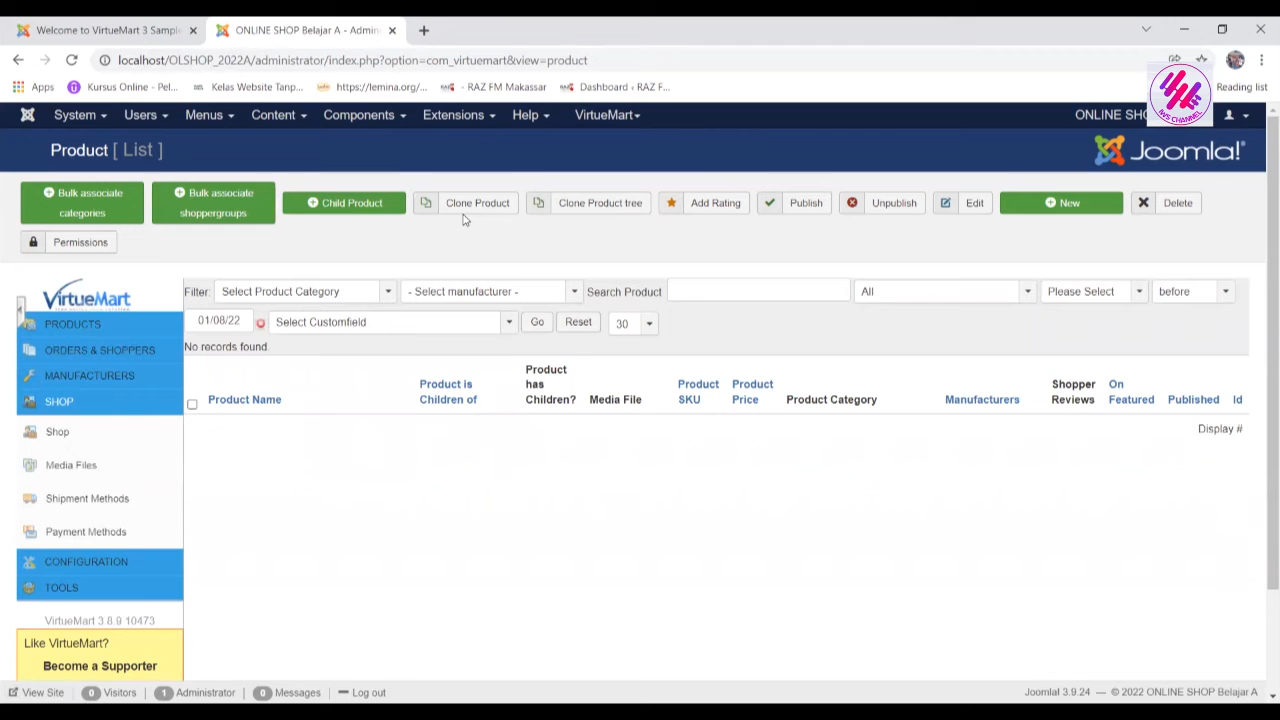 Welcome to VirtueMart 3 Sampl
ONLINE SHOP Belajar A - Admin
localhost/OLSHOP_2022A/administrator/index.php?option=com_virtuemart&view=product
Apps
Kursus Online - Pel...
Kelas Website Tanp...
https://lemina.org/...
- RAZ FM Makassar
Dashboard ‹ RAZ F...
Reading list
IWS CHANNEL
System
Users
Menus
Content
Components
Extensions
Help
VirtueMart
ONLINE SHO
Product [ List ]
Joomla!
Bulk associate categories
Bulk associate shoppergroups
Child Product
Clone Product
Clone Product tree
Add Rating
Publish
Unpublish
Edit
New
Delete
Permissions
VirtueMart
Filter: Select Product Category
- Select manufacturer -
Search Product
All
Please Select
before
01/08/22
Select Customfield
Go
Reset
30
No records found.
PRODUCTS
ORDERS & SHOPPERS
MANUFACTURERS
SHOP
Shop
Media Files
Shipment Methods
Payment Methods
CONFIGURATION
TOOLS
VirtueMart 3.8.9 10473
Like VirtueMart?
Become a Supporter
Product Name
Product is Children of
Product has Children?
Media File
Product SKU
Product Price
Product Category
Manufacturers
Shopper Reviews
On Featured
Published
Id
Display #
View Site
0 Visitors
1 Administrator
0 Messages
Log out
Joomla! 3.9.24 — © 2022 ONLINE SHOP Belajar A